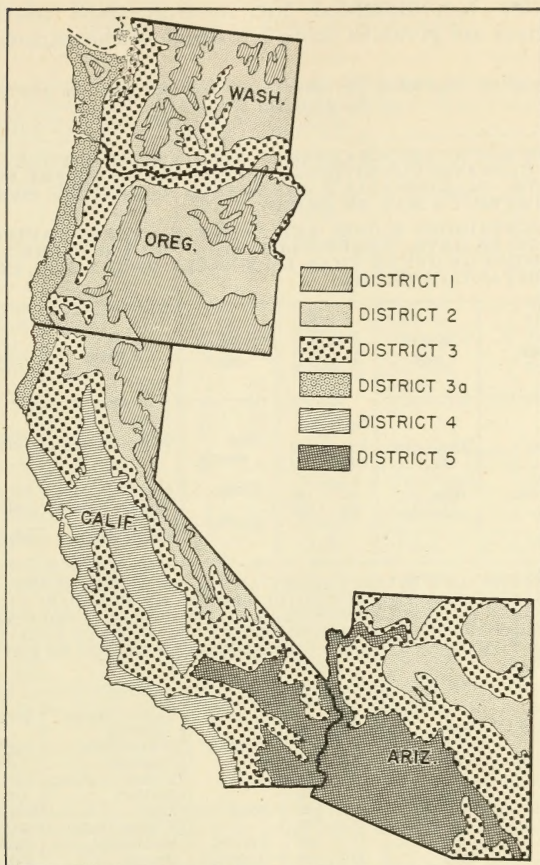 WASH.
OREG.
DISTRICT 1
DISTRICT 2
DISTRICT 3
DISTRICT 3a
DISTRICT 4
DISTRICT 5
CALIF.
ARIZ.